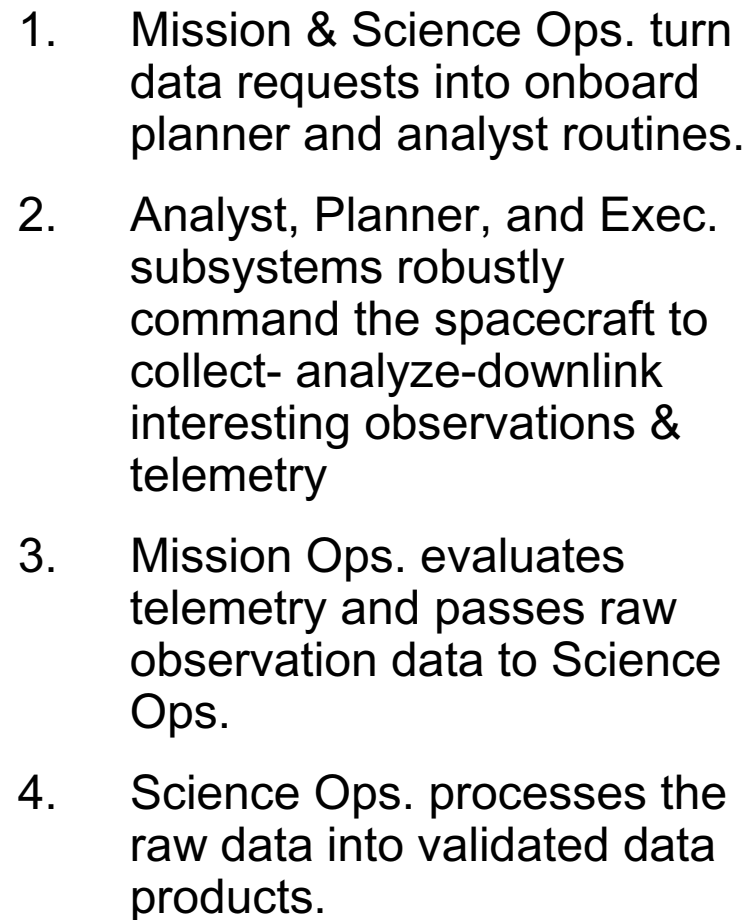 1. Mission & Science Ops. turn
data requests into onboard
planner and analyst routines.
2. Analyst, Planner, and Exec.
subsystems robustly
command the spacecraft to
collect- analyze-downlink
interesting observations &
telemetry
3. Mission Ops. evaluates
telemetry and passes raw
observation data to Science
Ops.
4. Science Ops. processes the
raw data into validated data
products.